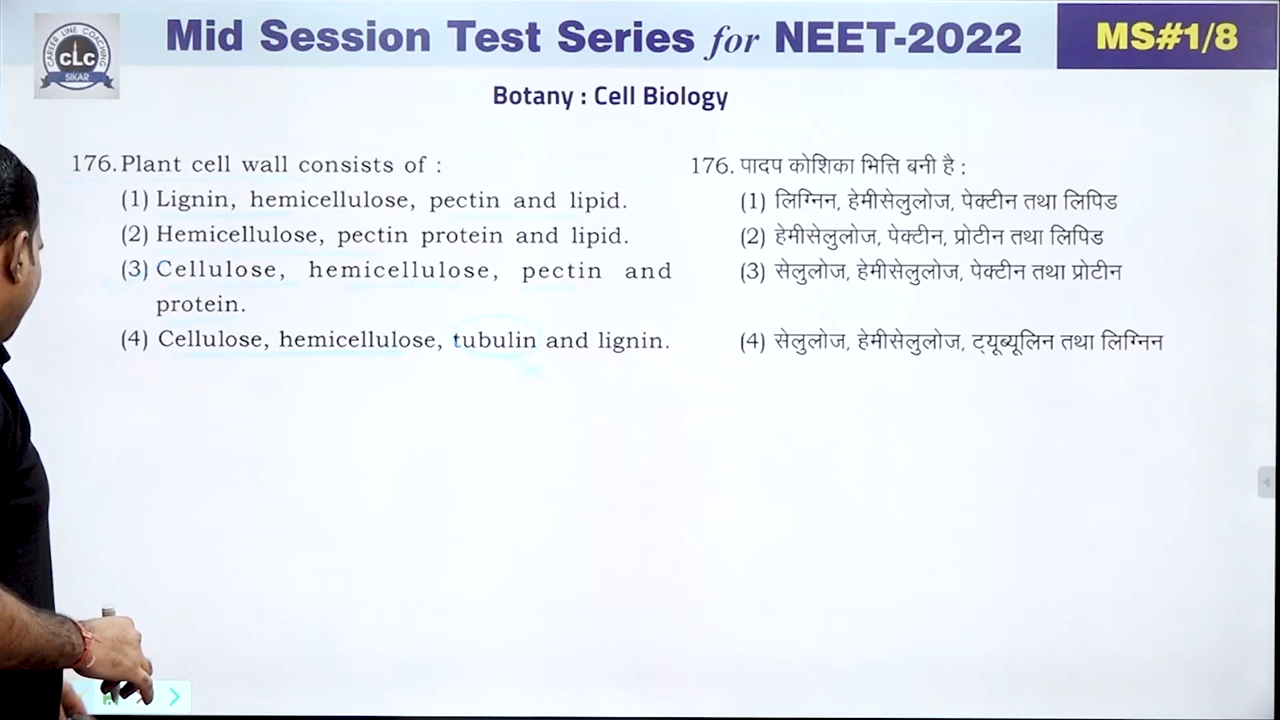 CAREER LINE COACHING
CLC
SIKAR
Mid Session Test Series for NEET-2022
MS#1/8
Botany : Cell Biology
176. Plant cell wall consists of :
(1) Lignin, hemicellulose, pectin and lipid.
(2) Hemicellulose, pectin protein and lipid.
(3) Cellulose, hemicellulose, pectin and
protein.
(4) Cellulose, hemicellulose, tubulin and lignin.
176. पादप कोशिका भित्ति बनी है :
(1) लिग्निन, हेमीसेलुलोज, पेक्टीन तथा लिपिड
(2) हेमीसेलुलोज, पेक्टीन, प्रोटीन तथा लिपिड
(3) सेलुलोज, हेमीसेलुलोज, पेक्टीन तथा प्रोटीन
(4) सेलुलोज, हेमीसेलुलोज, ट्यूब्यूलिन तथा लिग्निन